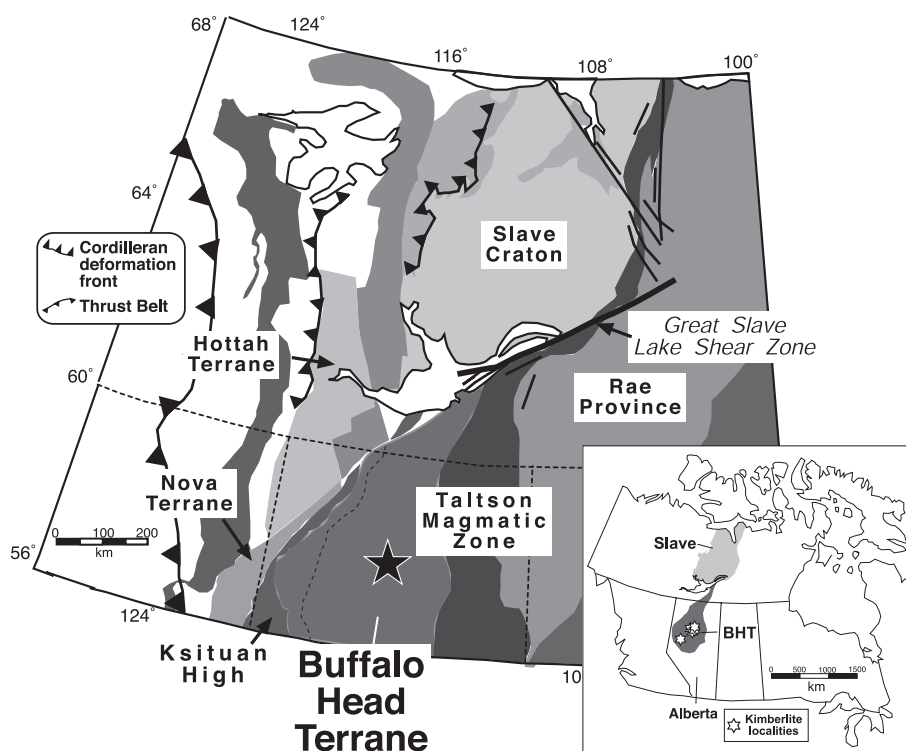 68°
124°
116°
108°
100°
64°
Slave
Craton
Cordilleran
deformation
front
Thrust Belt
Great Slave
Lake Shear Zone
Hottah
Terrane
Rae
Province
60°
Nova
Terrane
Taltson
Magmatic
Zone
0 100 200
km
56°
124°
Ksituan
High
Buffalo
Head
Terrane
10
Slave
BHT
0 500 1000 1500
km
Alberta
Kimberlite
localities